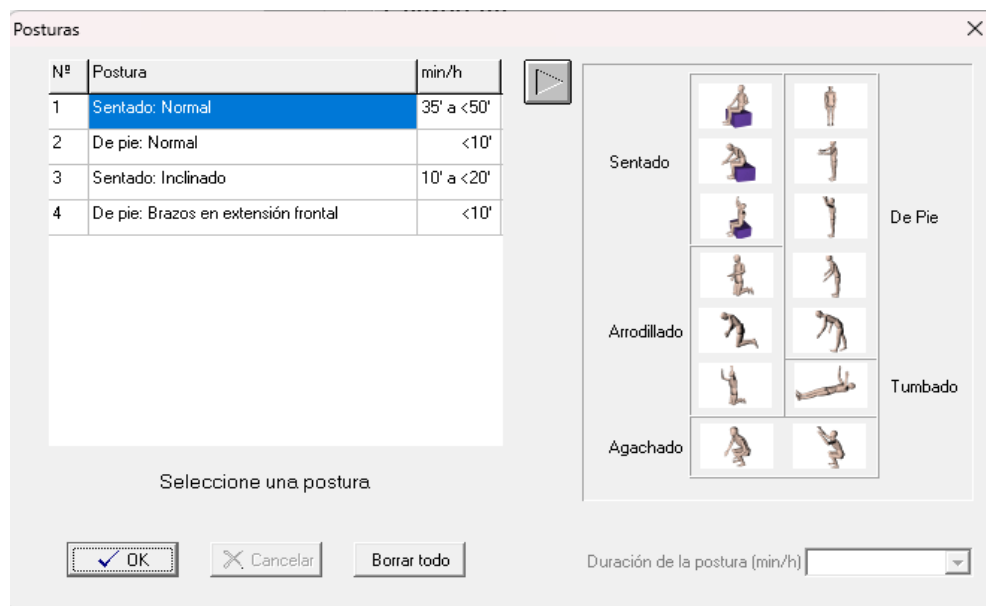 Posturas
Nº Postura min/h
1 Sentado: Normal 35' a <50'
2 De pie: Normal <10'
3 Sentado: Inclinado 10' a <20'
4 De pie: Brazos en extensión frontal <10'
Seleccione una postura
OK Cancelar Borrar todo
Sentado
De Pie
Arrodillado
Tumbado
Agachado
Duración de la postura (min/h)